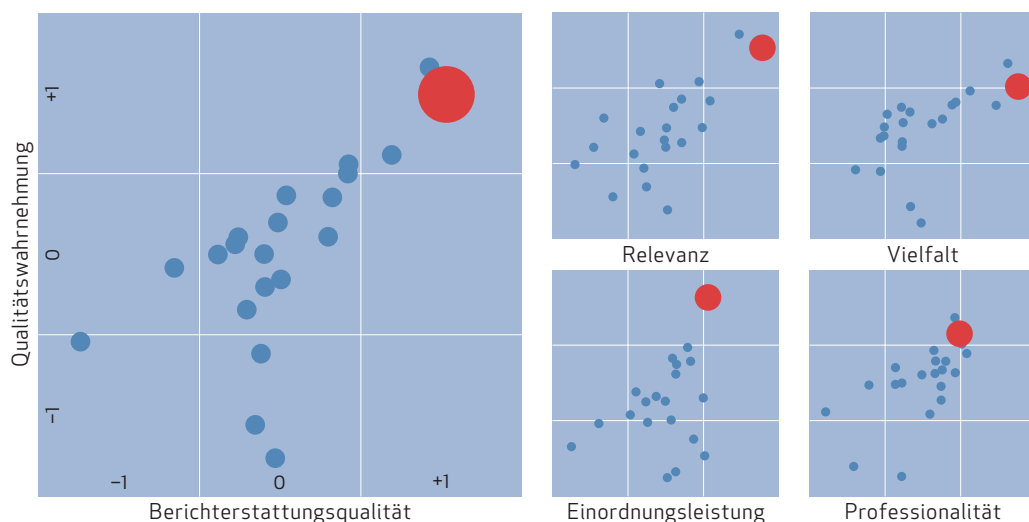 Qualitätswahrnehmung
+1
0
−1
−1
0
+1
Berichterstattungsqualität
Relevanz
Vielfalt
Einordnungsleistung
Professionalität